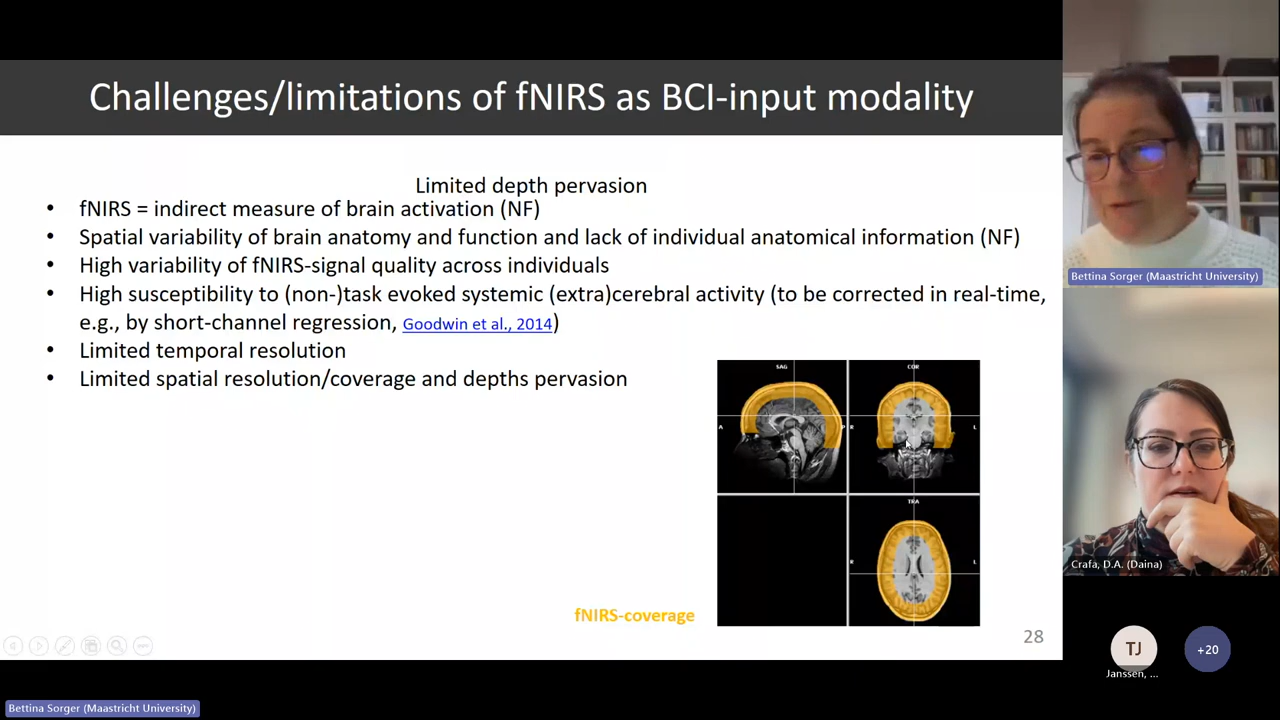 Challenges/limitations of fNIRS as BCI-input modality
Limited depth pervasion
• fNIRS = indirect measure of brain activation (NF)
• Spatial variability of brain anatomy and function and lack of individual anatomical information (NF)
• High variability of fNIRS-signal quality across individuals
• High susceptibility to (non-)task evoked systemic (extra)cerebral activity (to be corrected in real-time,
e.g., by short-channel regression, Goodwin et al., 2014)
• Limited temporal resolution
• Limited spatial resolution/coverage and depths pervasion
SAG
COR
A
P
R
L
TRA
R
L
fNIRS-coverage
28
Bettina Sorger (Maastricht University)
Crafa, D.A. (Daina)
TJ
+20
Janssen, ...
Bettina Sorger (Maastricht University)